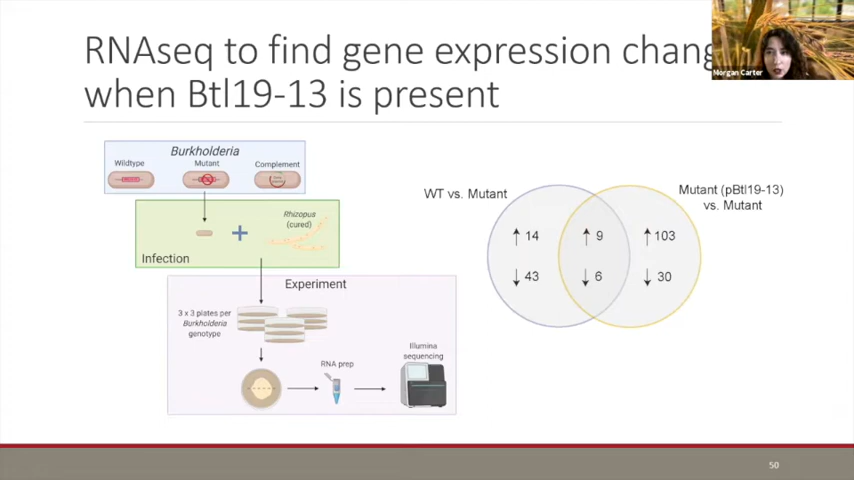 RNAseq to find gene expression chang
when Btl19-13 is present
Morgan Carter
Burkholderia
Wildtype
Mutant
Complement
Rhizopus
(cured)
Infection
Experiment
3 x 3 plates per
Burkholderia
genotype
RNA prep
Illumina
sequencing
WT vs. Mutant
Mutant (pBtl19-13)
vs. Mutant
↑ 14
↑ 9
↑ 103
↓ 43
↓ 6
↓ 30
50